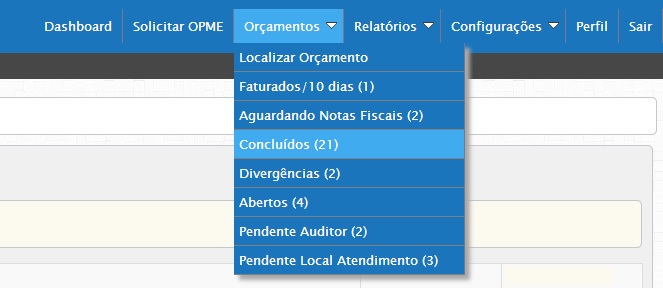 Dashboard Solicitar OPME Orçamentos Relatórios Configurações Perfil Sair
Localizar Orçamento
Faturados/10 dias (1)
Aguardando Notas Fiscais (2)
Concluídos (21)
Divergências (2)
Abertos (4)
Pendente Auditor (2)
Pendente Local Atendimento (3)